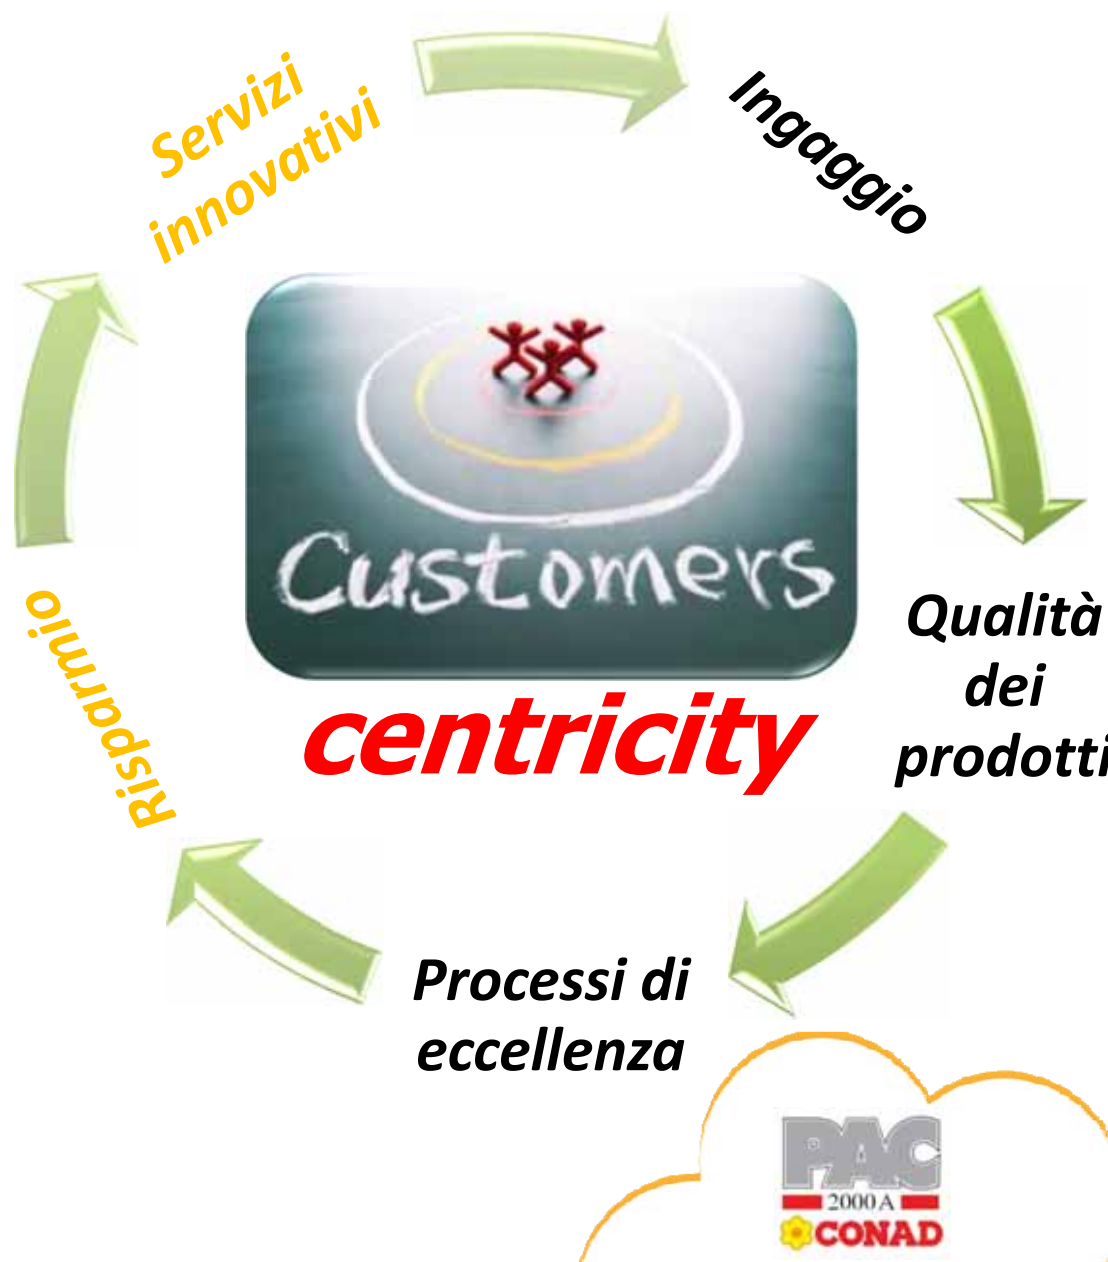 Servizi
innovativi
Ingaggio
Customers
centricity
Qualità
dei
prodotti
Risparmio
Processi di
eccellenza
PAC
2000 A
CONAD